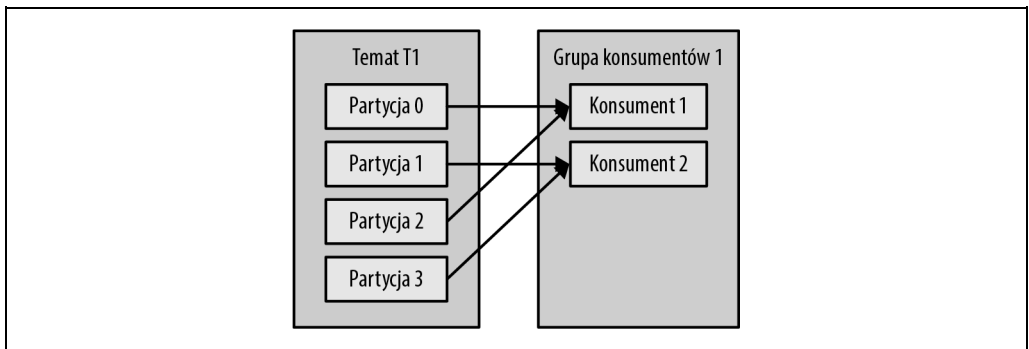 Temat T1
Partycja 0
Partycja 1
Partycja 2
Partycja 3
Grupa konsumentów 1
Konsument 1
Konsument 2